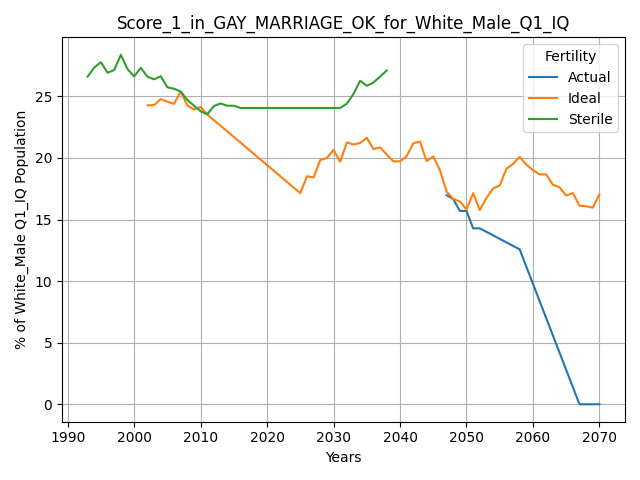 Score_1_in_GAY_MARRIAGE_OK_for_White_Male_Q1_IQ
Fertility
Actual
Ideal
Sterile
% of White_Male Q1_IQ Population
25
20
15
10
5
0
1990 2000 2010 2020 2030 2040 2050 2060 2070
Years